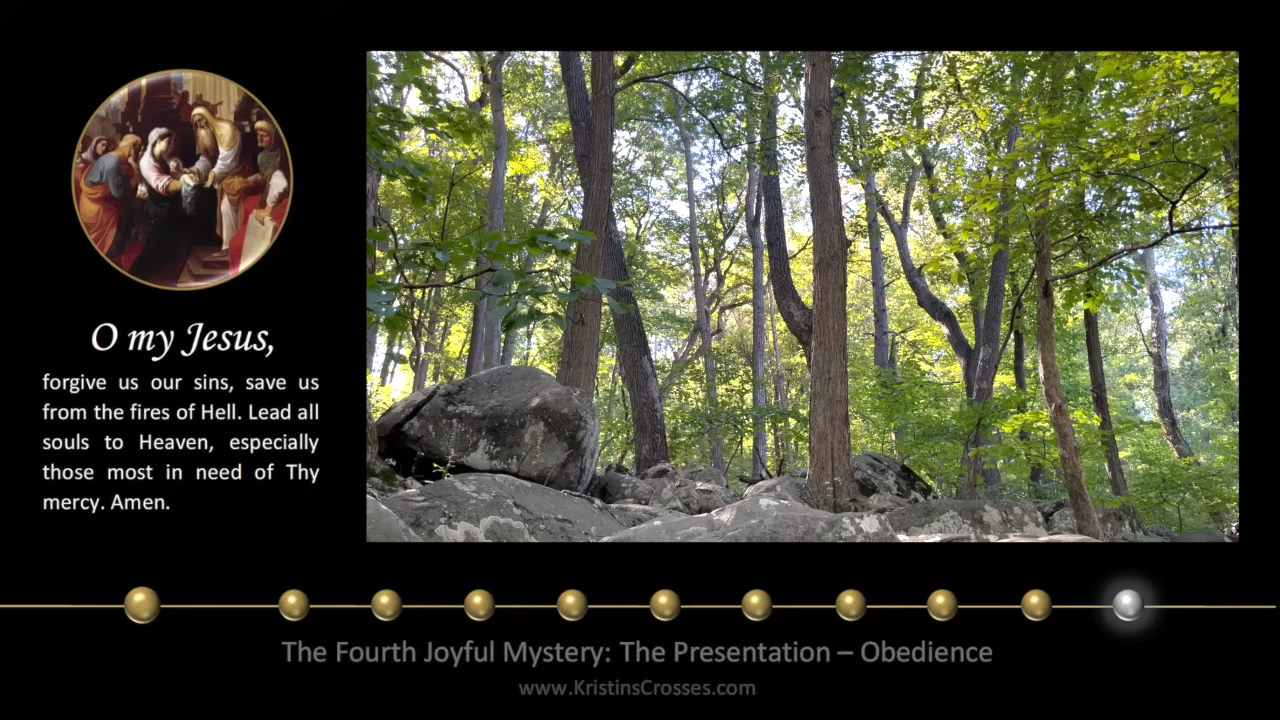 O my Jesus,
forgive us our sins, save us
from the fires of Hell. Lead all
souls to Heaven, especially
those most in need of Thy
mercy. Amen.
The Fourth Joyful Mystery: The Presentation – Obedience
www.KristinsCrosses.com